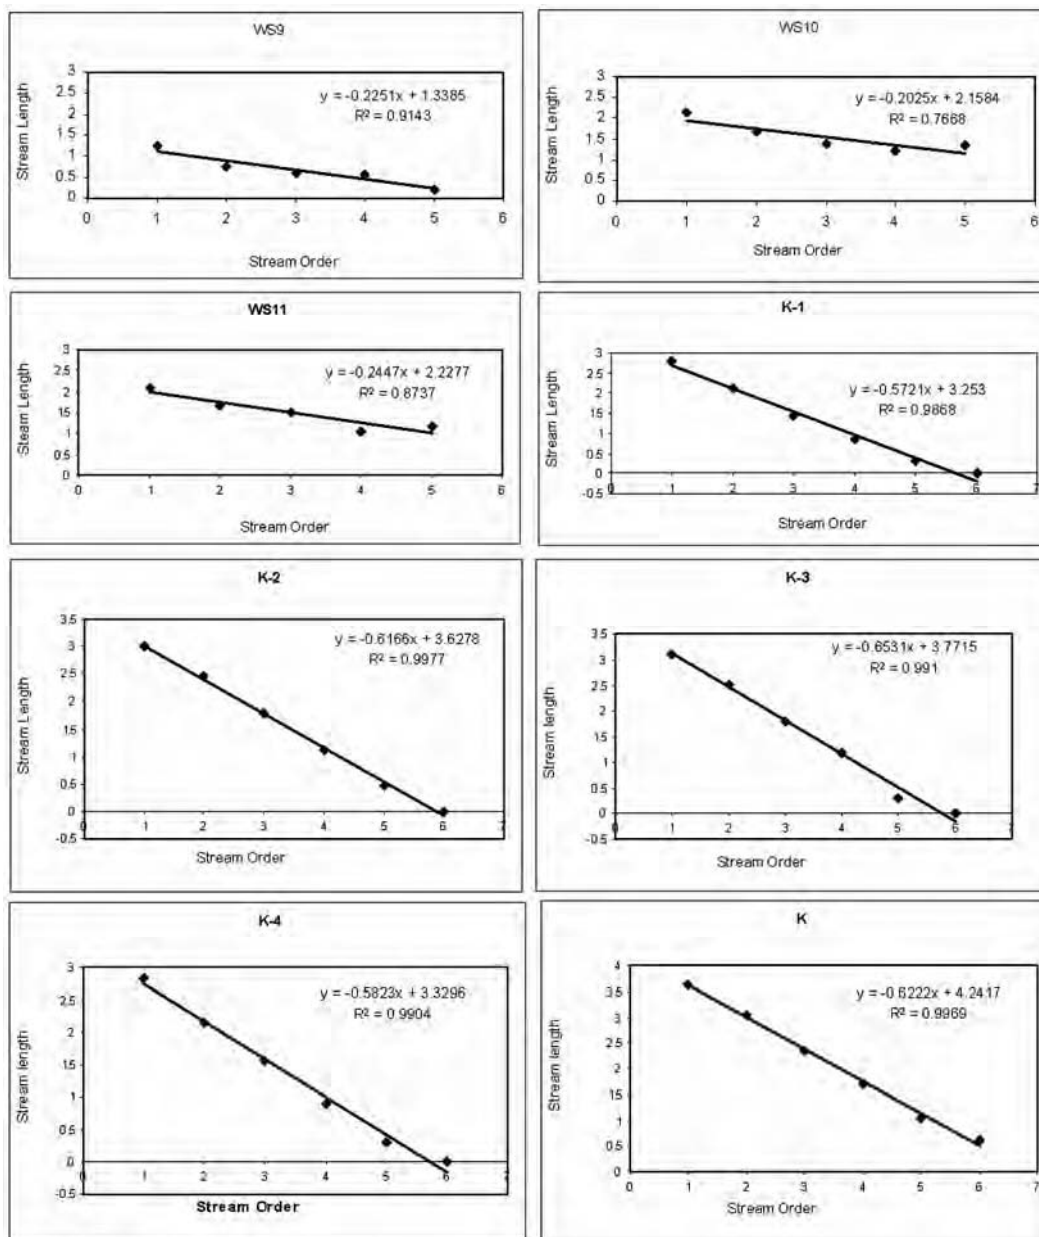 WS9
3
2.5
2
1.5
1
0.5
0
0 1 2 3 4 5 6
Stream Length
y = -0.2251x + 1.3385
R² = 0.9143
Stream Order
WS10
3
2.5
2
1.5
1
0.5
0
0 1 2 3 4 5 6
Stream Length
y = -0.2025x + 2.1584
R² = 0.7668
Stream Order
WS11
3
2.5
2
1.5
1
0.5
0
0 1 2 3 4 5 6
Steam Length
y = -0.2447x + 2.2277
R² = 0.8737
Stream Order
K-1
3
2.5
2
1.5
1
0.5
0
-0.5
0 1 2 3 4 5 6 7
Stream Length
y = -0.5721x + 3.253
R² = 0.9868
Stream Order
K-2
3.5
3
2.5
2
1.5
1
0.5
0
-0.5
0 1 2 3 4 5 6 7
Stream Length
y = -0.6166x + 3.6278
R² = 0.9977
Stream Order
K-3
3.5
3
2.5
2
1.5
1
0.5
0
-0.5
0 1 2 3 4 5 6 7
Stream length
y = -0.6531x + 3.7715
R² = 0.991
Stream Order
K-4
3
2.5
2
1.5
1
0.5
0
-0.5
0 1 2 3 4 5 6 7
Stream length
y = -0.5823x + 3.3296
R² = 0.9904
Stream Order
K
4
3.5
3
2.5
2
1.5
1
0.5
0
0 1 2 3 4 5 6 7
Stream length
y = -0.6222x + 4.2417
R² = 0.9969
Stream Order